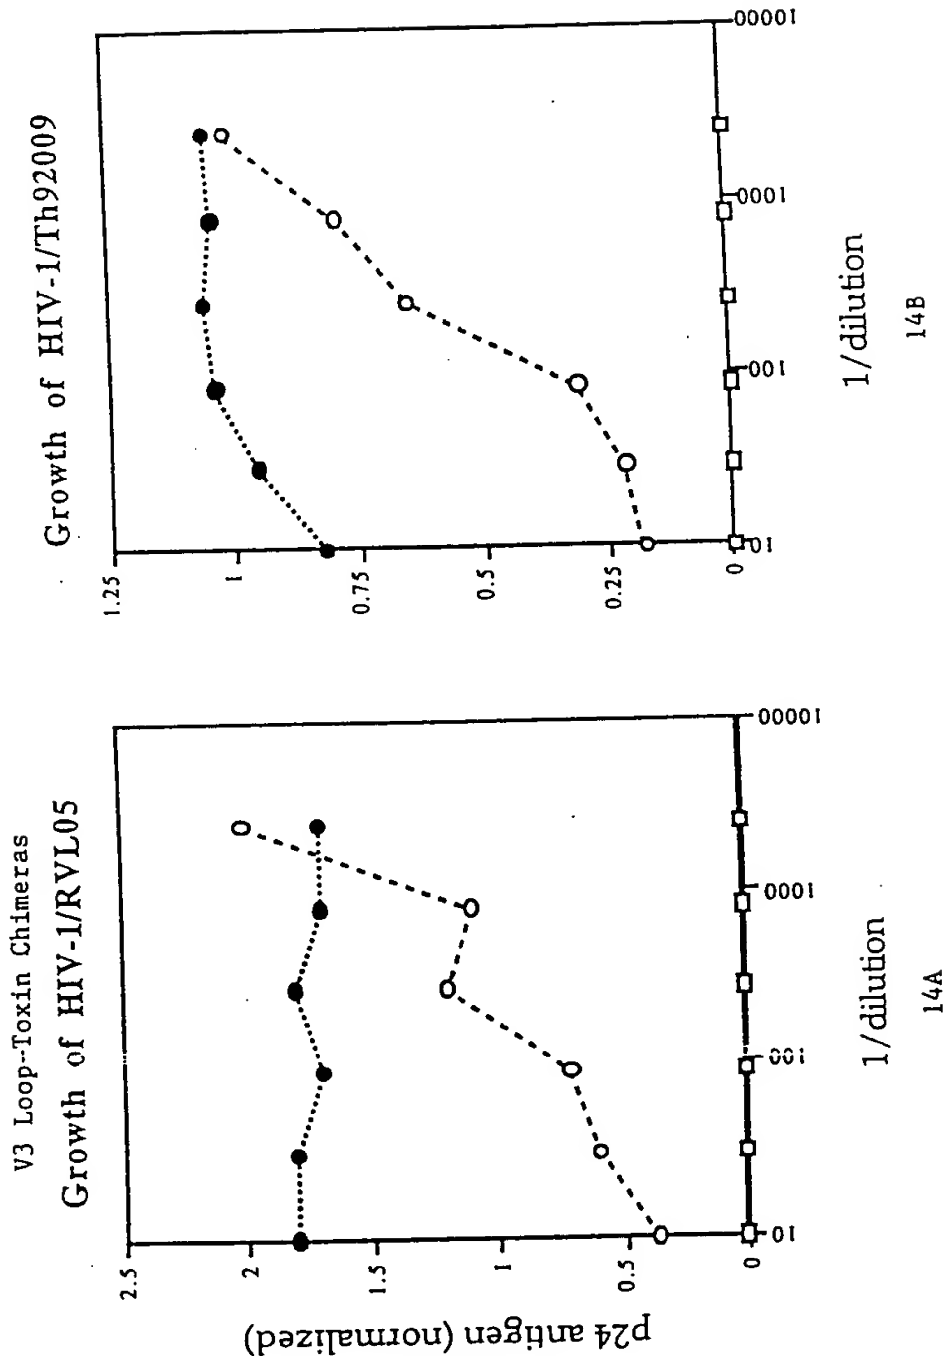 V3 Loop-Toxin Chimeras
Growth of HIV-1/RVL05
p24 antigen (normalized)
2.5
2
1.5
1
0.5
0
10
100
1000
10000
1/dilution
14A
Growth of HIV-1/Th92009
1.25
1
0.75
0.5
0.25
0
10
100
1000
10000
1/dilution
14B